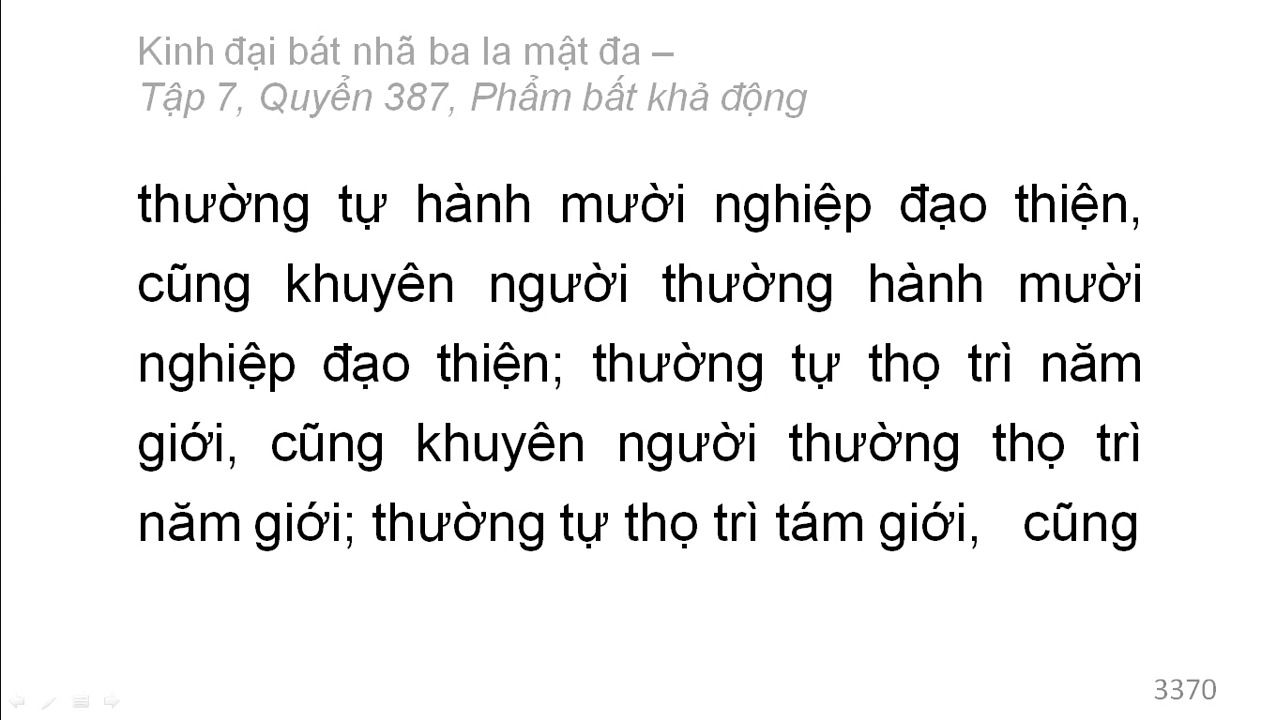 Kinh đại bát nhã ba la mật đa –
Tập 7, Quyển 387, Phẩm bất khả động
thường tự hành mười nghiệp đạo thiện,
cũng khuyên người thường hành mười
nghiệp đạo thiện; thường tự thọ trì năm
giới, cũng khuyên người thường thọ trì
năm giới; thường tự thọ trì tám giới, cũng
3370